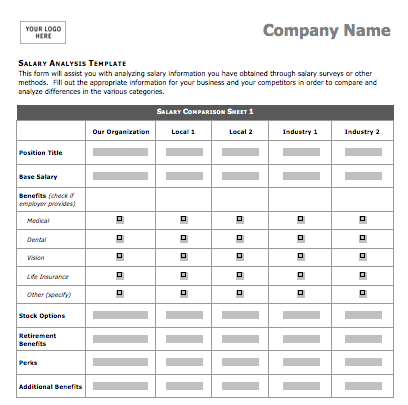 YOUR LOGO
HERE
Company Name
SALARY ANALYSIS TEMPLATE
This form will assist you with analyzing salary information you have obtained through salary surveys or other
methods.  Fill out the appropriate information for your business and your competitors in order to compare and
analyze differences in the various categories.
SALARY COMPARISON SHEET 1
Our Organization Local 1 Local 2 Industry 1 Industry 2
Position Title
Base Salary
Benefits (check if
employer provides)
Medical
Dental
Vision
Life Insurance
Other (specify)
Stock Options
Retirement
Benefits
Perks
Additional Benefits